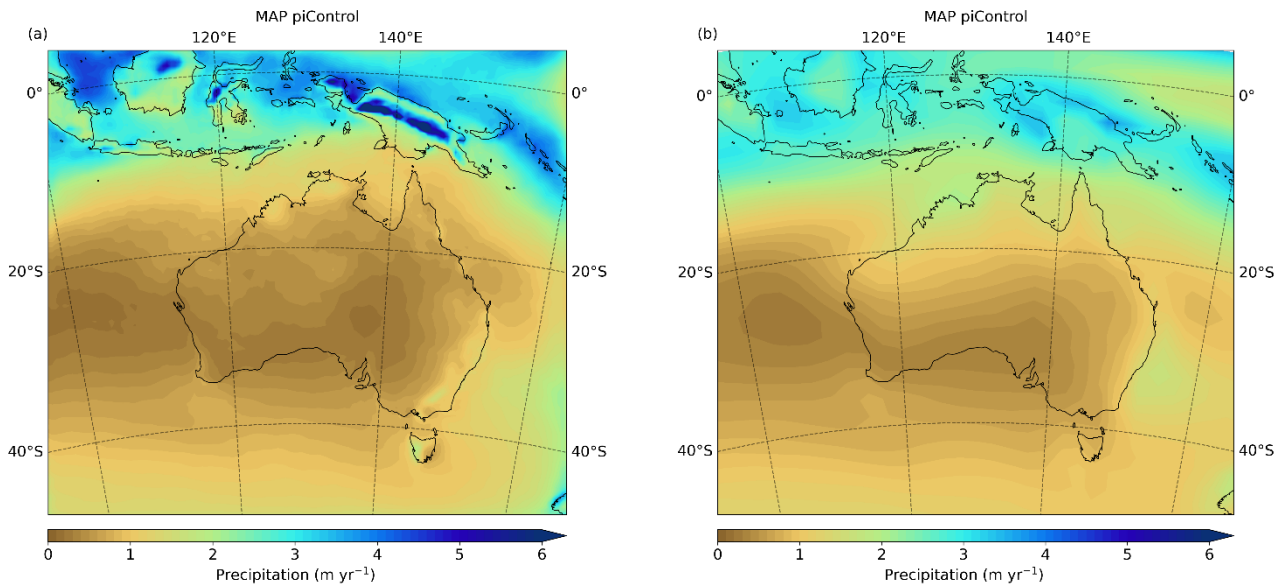 MAP piControl
(a)
120°E 140°E
0° 0°
20°S 20°S
40°S 40°S
0 1 2 3 4 5 6
Precipitation (m yr⁻¹)
MAP piControl
(b)
120°E 140°E
0° 0°
20°S 20°S
40°S 40°S
0 1 2 3 4 5 6
Precipitation (m yr⁻¹)